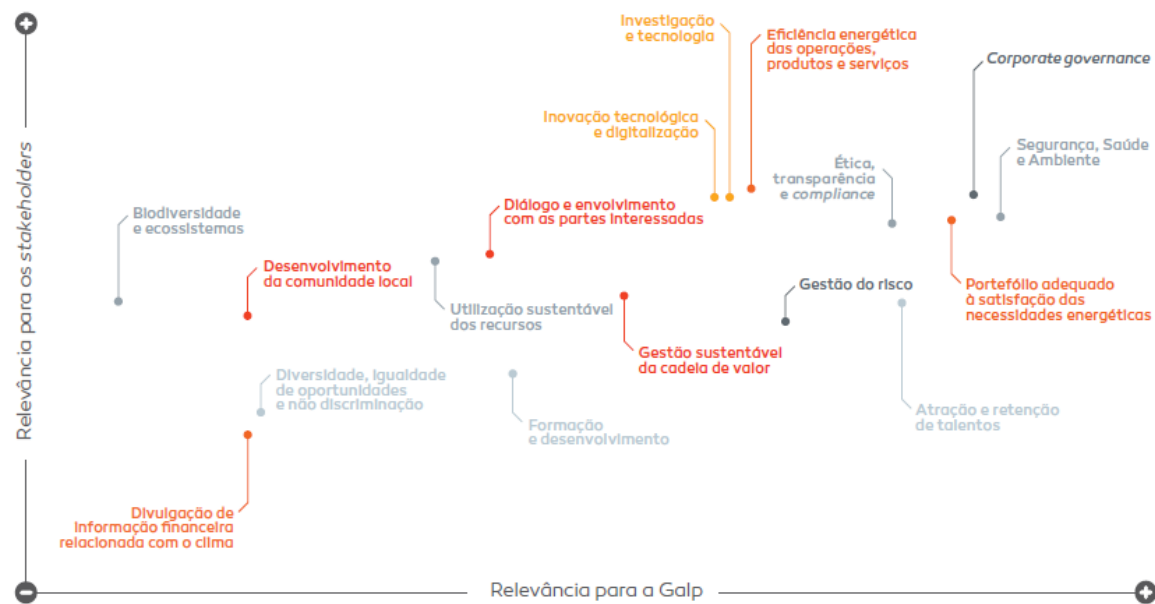 Investigação
e tecnologia
Eficiência energética
das operações,
produtos e serviços
Corporate governance
Inovação tecnológica
e digitalização
Segurança, Saúde
e Ambiente
Ética,
transparência
e compliance
Biodiversidade
e ecossistemas
Diálogo e envolvimento
com as partes interessadas
Desenvolvimento
da comunidade local
Utilização sustentável
dos recursos
Gestão do risco
Portefólio adequado
à satisfação das
necessidades energéticas
Gestão sustentável
da cadeia de valor
Diversidade, igualdade
de oportunidades
e não discriminação
Formação
e desenvolvimento
Atração e retenção
de talentos
Divulgação de
informação financeira
relacionada com o clima
Relevância para os stakeholders
Relevância para a Galp